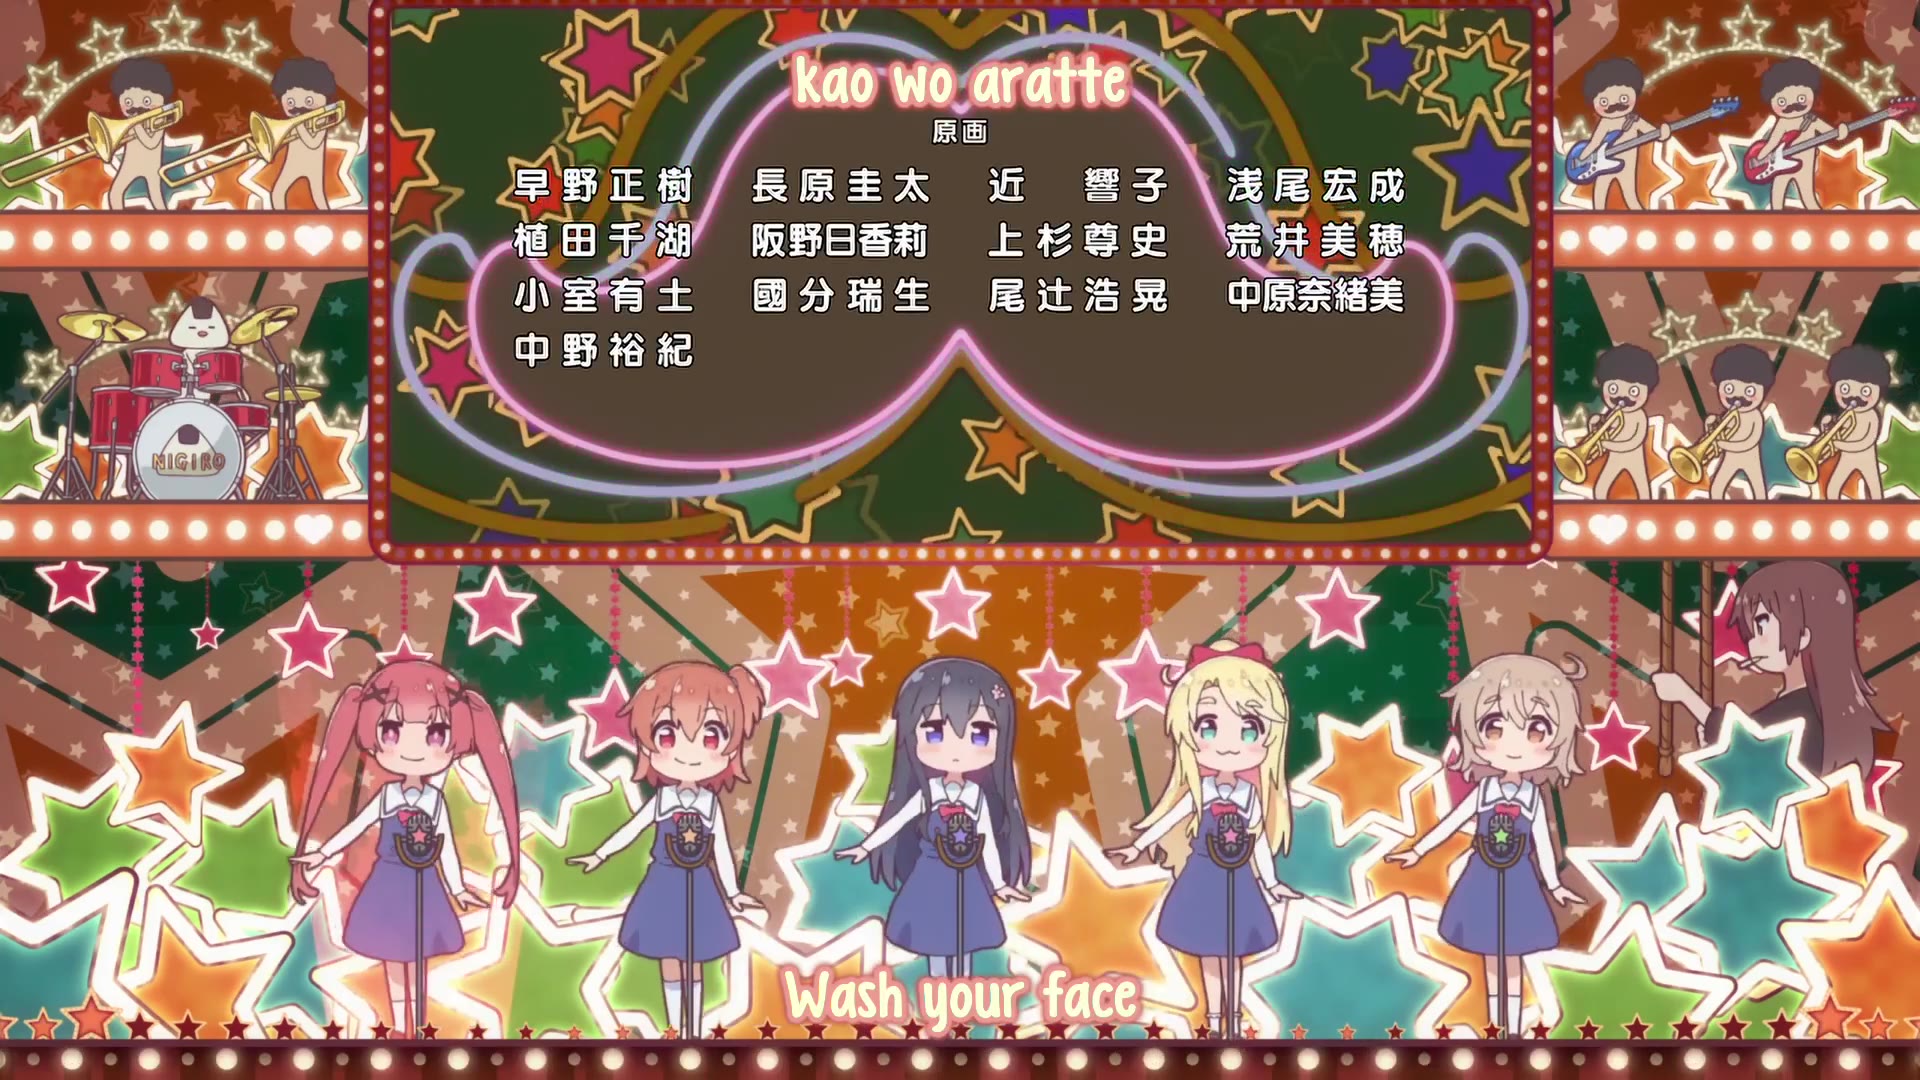 kao wo aratte
原画
早野正樹 長原圭太 近 響子 浅尾宏成
植田千湖 阪野日香莉 上杉尊史 荒井美穂
小室有土 國分瑞生 尾辻浩晃 中原奈緒美
中野裕紀
NIGIRO
Wash your face